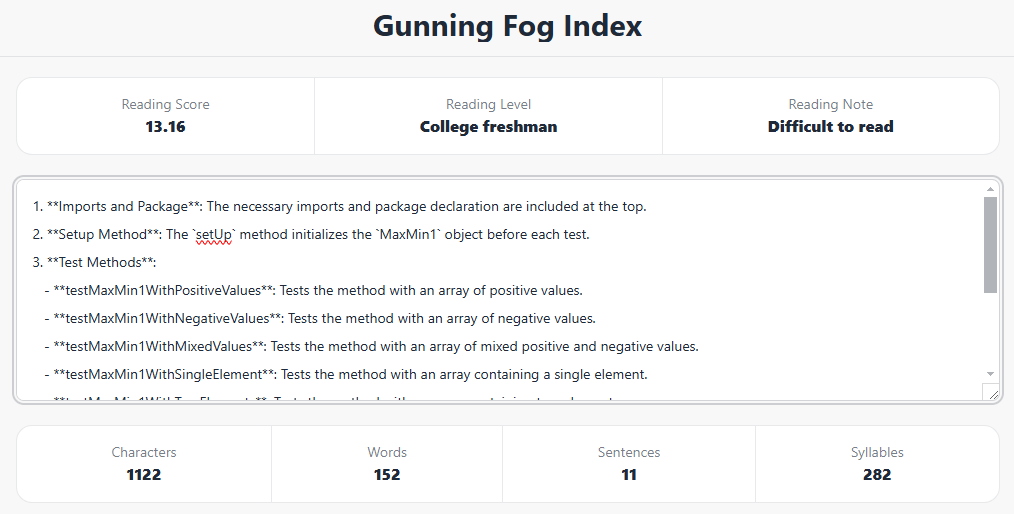 Gunning Fog Index
Reading Score
13.16
Reading Level
College freshman
Reading Note
Difficult to read
1. **Imports and Package**: The necessary imports and package declaration are included at the top.
2. **Setup Method**: The `setUp` method initializes the `MaxMin1` object before each test.
3. **Test Methods**:
- **testMaxMin1WithPositiveValues**: Tests the method with an array of positive values.
- **testMaxMin1WithNegativeValues**: Tests the method with an array of negative values.
- **testMaxMin1WithMixedValues**: Tests the method with an array of mixed positive and negative values.
- **testMaxMin1WithSingleElement**: Tests the method with an array containing a single element.
Characters
1122
Words
152
Sentences
11
Syllables
282